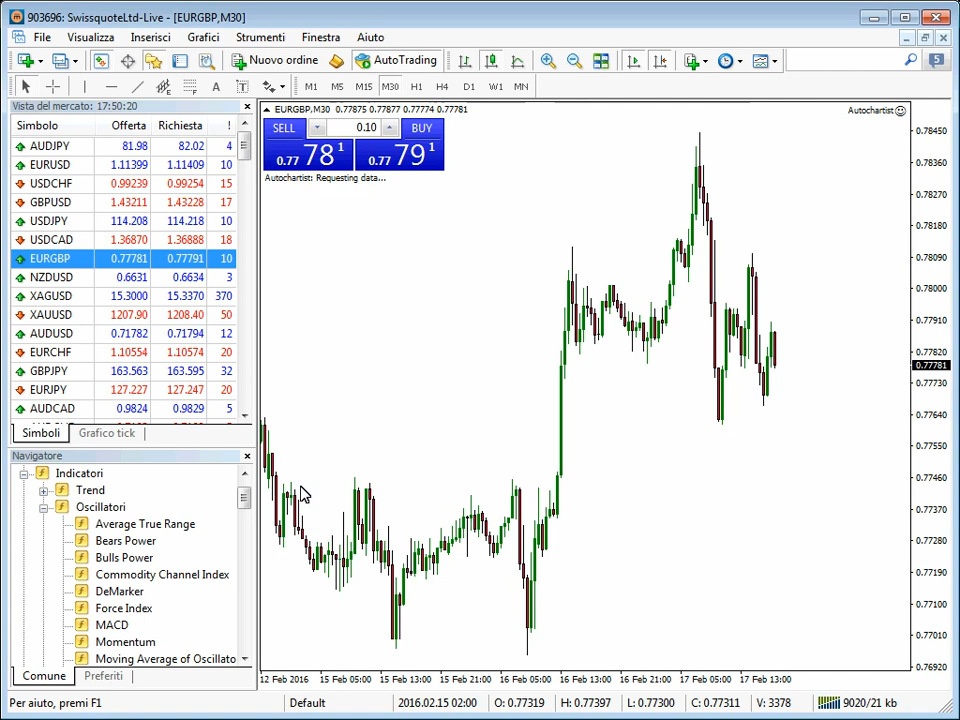 903696: SwissquoteLtd-Live - [EURGBP,M30]
File Visualizza Inserisci Grafici Strumenti Finestra Aiuto
Nuovo ordine AutoTrading 5
A T M1 M5 M15 M30 H1 H4 D1 W1 MN
Vista del mercato: 17:50:20
Simbolo Offerta Richiesta !
AUDJPY 81.98 82.02 4
EURUSD 1.11399 1.11409 10
USDCHF 0.99239 0.99254 15
GBPUSD 1.43211 1.43228 17
USDJPY 114.208 114.218 10
USDCAD 1.36870 1.36888 18
EURGBP 0.77781 0.77791 10
NZDUSD 0.6631 0.6634 3
XAGUSD 15.3000 15.3370 370
XAUUSD 1207.90 1208.40 50
AUDUSD 0.71782 0.71794 12
EURCHF 1.10554 1.10574 20
GBPJPY 163.563 163.595 32
EURJPY 127.227 127.247 20
AUDCAD 0.9824 0.9829 5
Simboli Grafico tick
Navigatore
Indicatori
Trend
Oscillatori
Average True Range
Bears Power
Bulls Power
Commodity Channel Index
DeMarker
Force Index
MACD
Momentum
Moving Average of Oscillato
Comune Preferiti
EURGBP,M30 0.77875 0.77877 0.77774 0.77781
Autochartist
SELL 0.10 BUY
0.77 78 1 0.77 79 1
Autochartist: Requesting data...
0.78450
0.78360
0.78270
0.78180
0.78090
0.78000
0.77910
0.77820
0.77781
0.77730
0.77640
0.77550
0.77460
0.77370
0.77280
0.77190
0.77100
0.77010
0.76920
12 Feb 2016 15 Feb 05:00 15 Feb 13:00 15 Feb 21:00 16 Feb 05:00 16 Feb 13:00 16 Feb 21:00 17 Feb 05:00 17 Feb 13:00
Per aiuto, premi F1 Default 2016.02.15 02:00 O: 0.77319 H: 0.77397 L: 0.77300 C: 0.77311 V: 3378 9020/21 kb